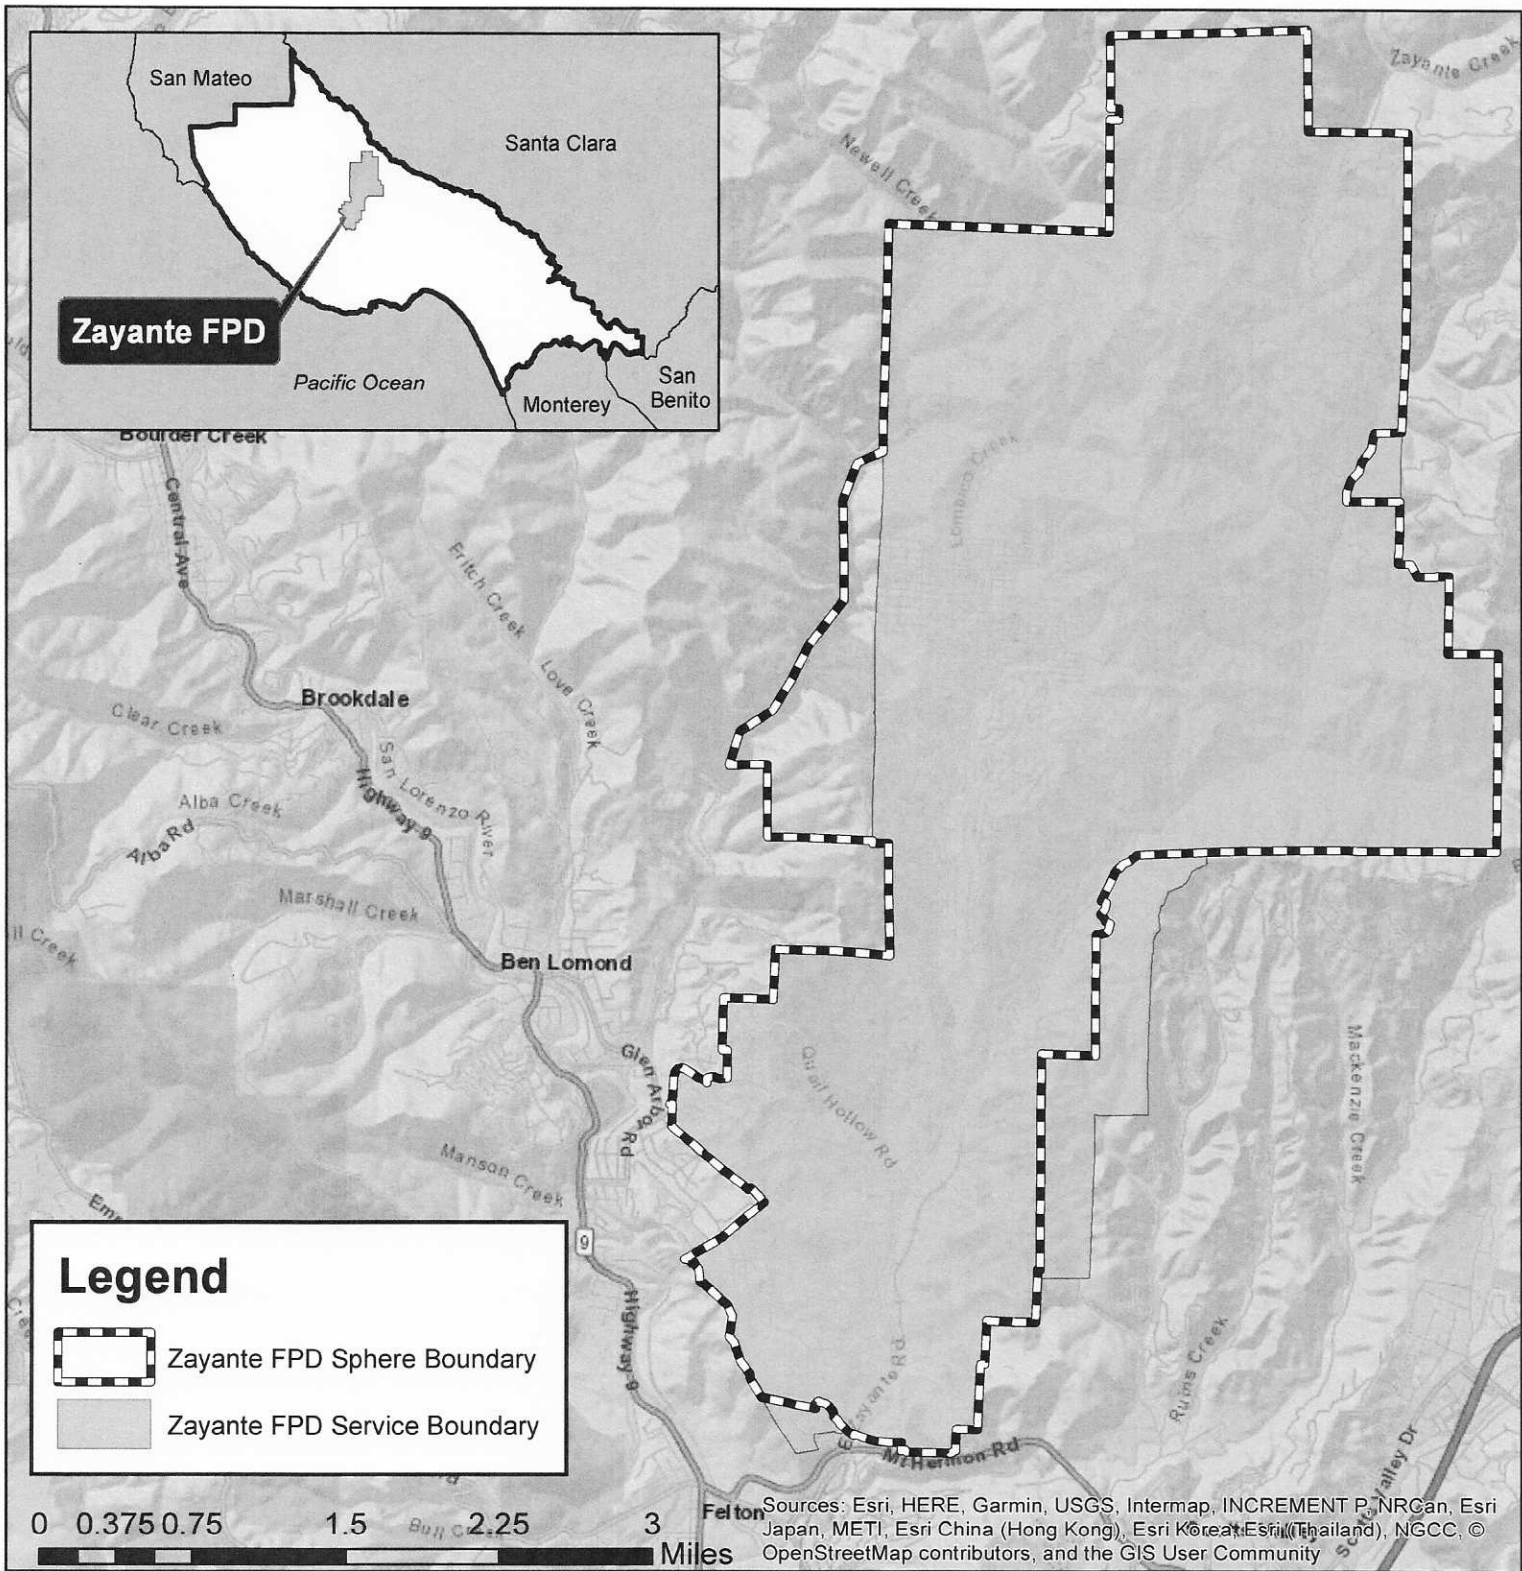 San Mateo
Santa Clara
Zayante FPD
Pacific Ocean
Monterey
San
Benito
Zayante Creek
Newell Creek
Boulder Creek
Central Ave
Lompico Creek
Fritch Creek
Love Creek
Brookdale
Clear Creek
San Lorenzo River
Highway 9
Alba Creek
Alba Rd
Marshall Creek
ll Creek
Ben Lomond
Glen Arbor Rd
Quail Hollow Rd
Mackenzie Creek
Manson Creek
9
Highway 9
Ruins Creek
Mt Hermon Rd
Felton
Legend
Zayante FPD Sphere Boundary
Zayante FPD Service Boundary
0 0.375 0.75 1.5 2.25 3
Miles
Sources: Esri, HERE, Garmin, USGS, Intermap, INCREMENT P, NRCan, Esri
Japan, METI, Esri China (Hong Kong), Esri Korea, Esri (Thailand), NGCC, ©
OpenStreetMap contributors, and the GIS User Community